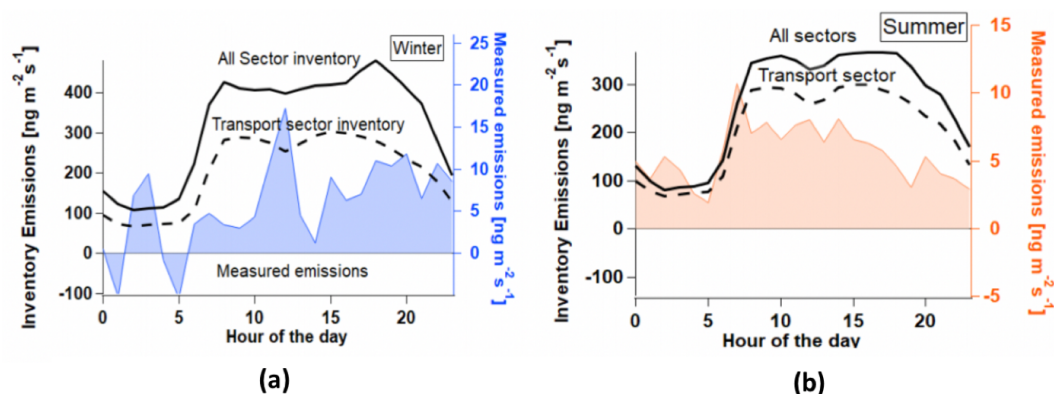 Winter
All Sector inventory
Transport sector inventory
Measured emissions
Inventory Emissions [ng m⁻² s⁻¹]
400
300
200
100
0
-100
25
20
15
10
5
0
-5
Measured emissions [ng m⁻² s⁻¹]
0 5 10 15 20
Hour of the day
(a)
Summer
All sectors
Transport sector
Inventory Emissions [ng m⁻² s⁻¹]
300
200
100
0
-100
15
10
5
0
-5
Measured emissions [ng m⁻² s⁻¹]
0 5 10 15 20
Hour of the day
(b)